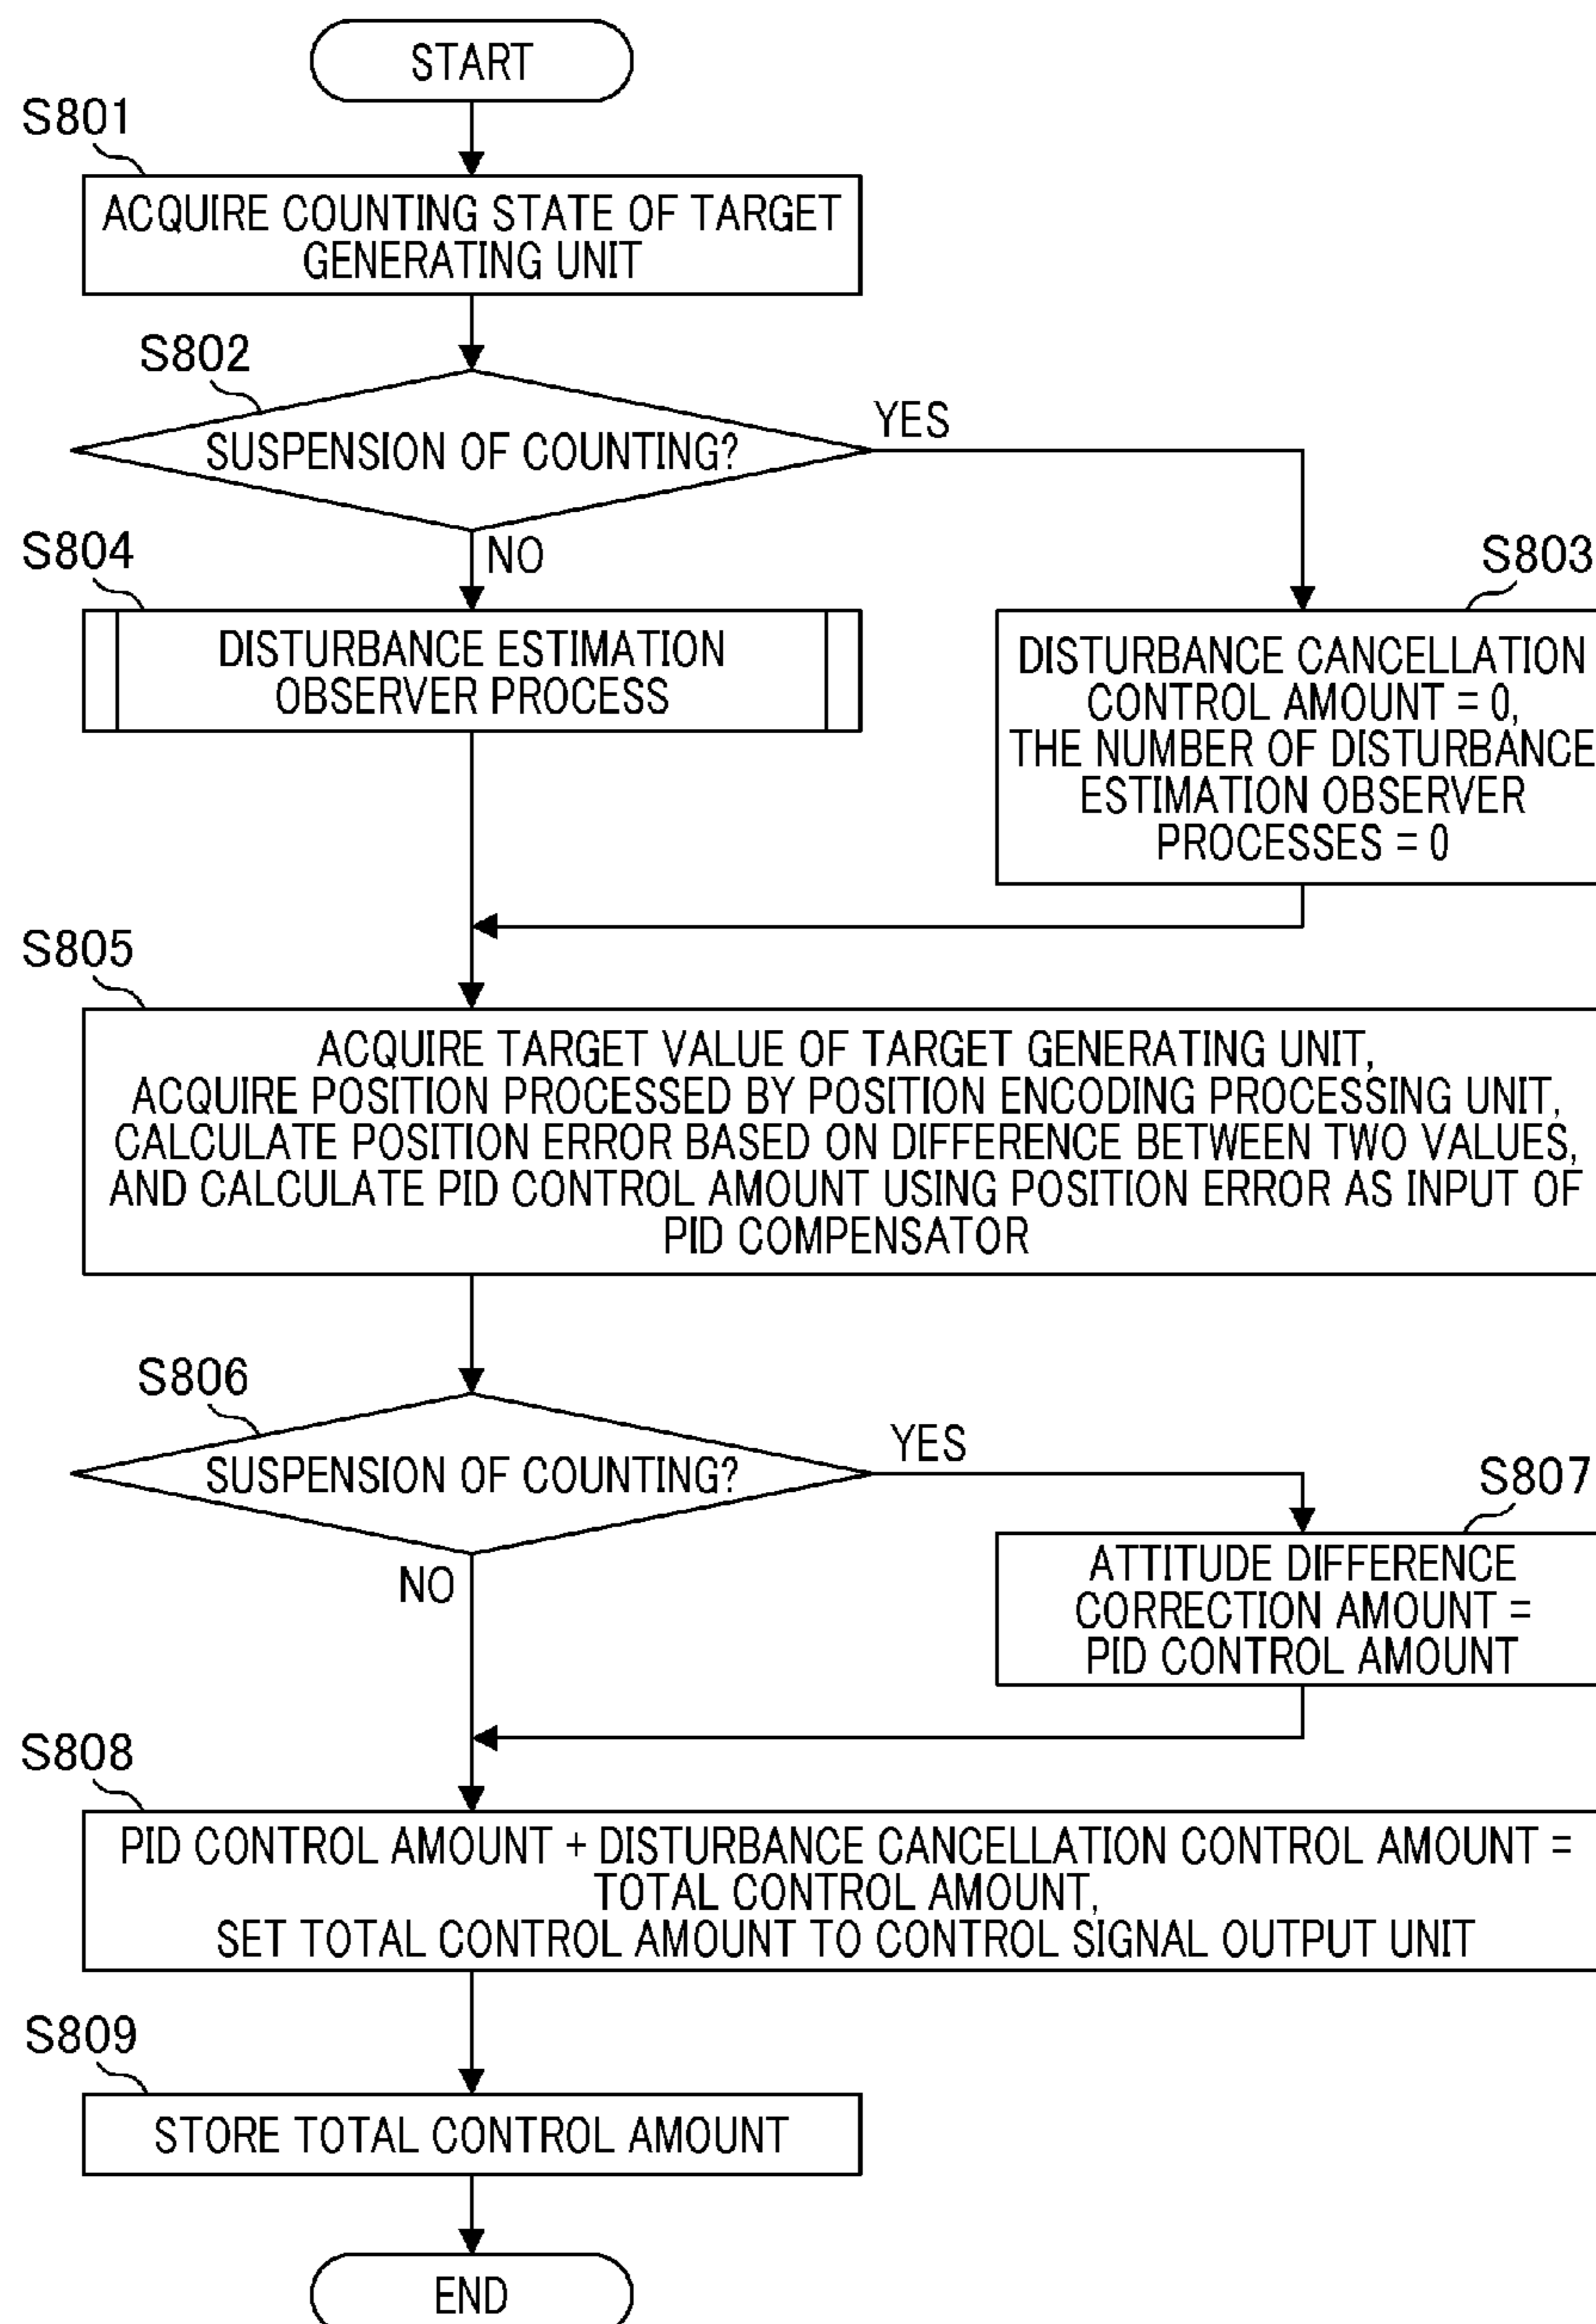 START
S801
ACQUIRE COUNTING STATE OF TARGET
GENERATING UNIT
S802
SUSPENSION OF COUNTING?
YES
NO
S804
DISTURBANCE ESTIMATION
OBSERVER PROCESS
S803
DISTURBANCE CANCELLATION
CONTROL AMOUNT = 0,
THE NUMBER OF DISTURBANCE
ESTIMATION OBSERVER
PROCESSES = 0
S805
ACQUIRE TARGET VALUE OF TARGET GENERATING UNIT,
ACQUIRE POSITION PROCESSED BY POSITION ENCODING PROCESSING UNIT,
CALCULATE POSITION ERROR BASED ON DIFFERENCE BETWEEN TWO VALUES,
AND CALCULATE PID CONTROL AMOUNT USING POSITION ERROR AS INPUT OF
PID COMPENSATOR
S806
SUSPENSION OF COUNTING?
YES
NO
S807
ATTITUDE DIFFERENCE
CORRECTION AMOUNT =
PID CONTROL AMOUNT
S808
PID CONTROL AMOUNT + DISTURBANCE CANCELLATION CONTROL AMOUNT =
TOTAL CONTROL AMOUNT,
SET TOTAL CONTROL AMOUNT TO CONTROL SIGNAL OUTPUT UNIT
S809
STORE TOTAL CONTROL AMOUNT
END